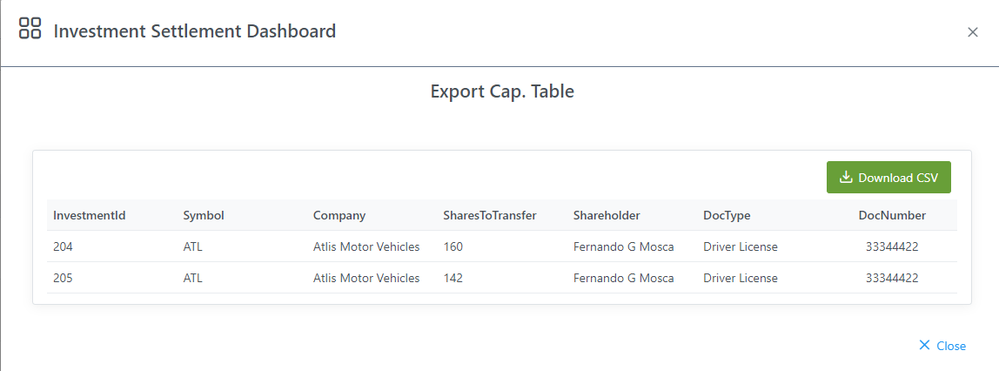 Investment Settlement Dashboard
Export Cap. Table
Download CSV
InvestmentId Symbol Company SharesToTransfer Shareholder DocType DocNumber
204 ATL Atlis Motor Vehicles 160 Fernando G Mosca Driver License 33344422
205 ATL Atlis Motor Vehicles 142 Fernando G Mosca Driver License 33344422
Close